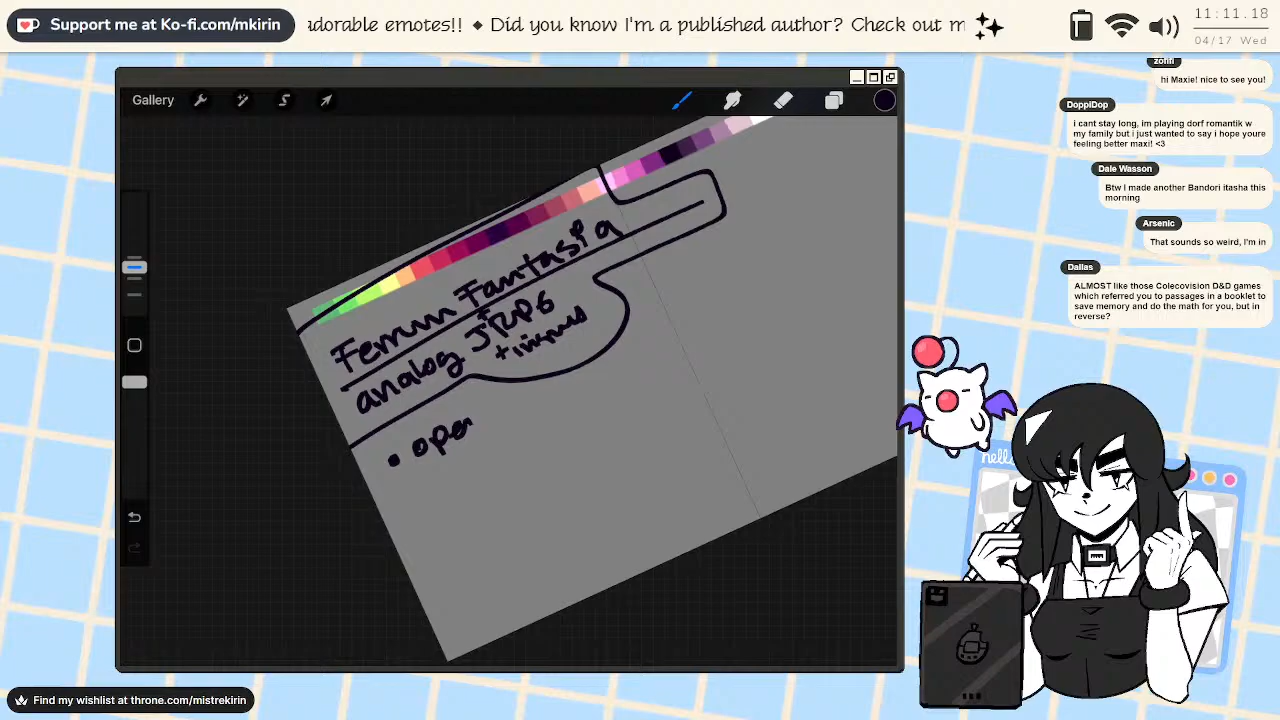 Support me at Ko-fi.com/mkirin
adorable emotes!! ◆ Did you know I'm a published author? Check out m
11:11.18
04/17 Wed
Gallery
zofifi
hi Maxie! nice to see you!
DoppiDop
i cant stay long, im playing dorf romantik w
my family but i just wanted to say i hope youre
feeling better maxi! <3
Dale Wasson
Btw I made another Bandori itasha this
morning
Arsenic
That sounds so weird, I'm in
Dallas
ALMOST like those Colecovision D&D games
which referred you to passages in a booklet to
save memory and do the math for you, but in
reverse?
Ferrum Fantasia
analog JRPG
• open
hello
Find my wishlist at throne.com/mistrekirin